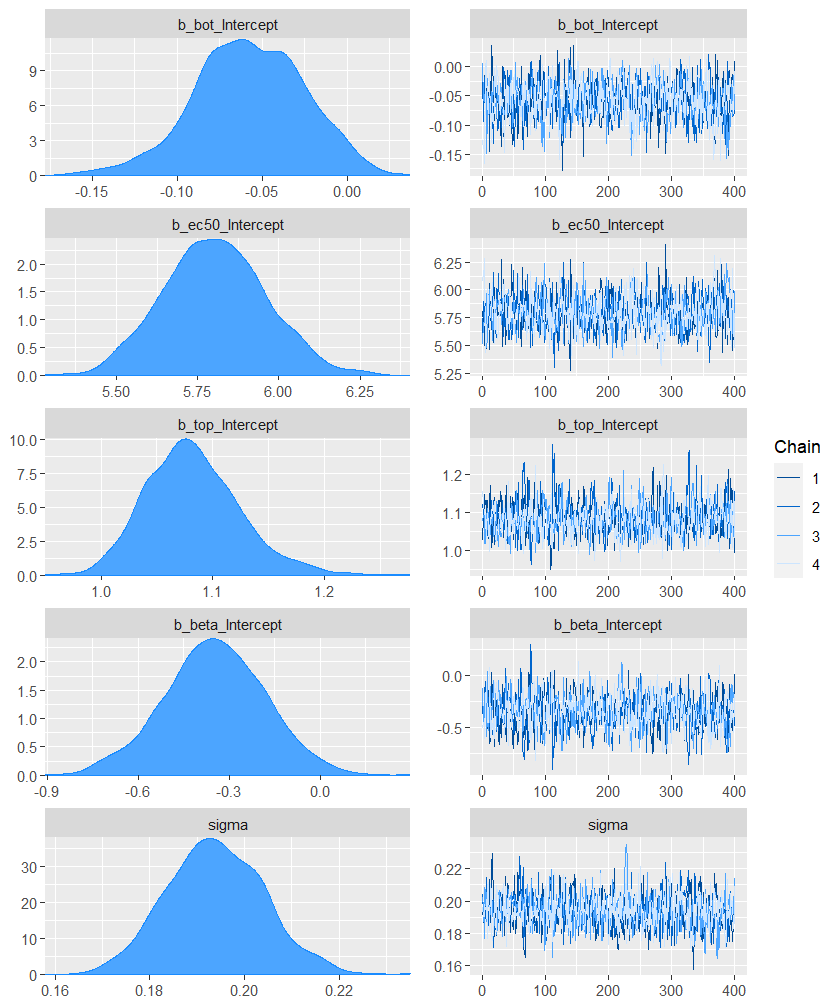 b_bot_Intercept
9
6
3
0
-0.15 -0.10 -0.05 0.00
b_bot_Intercept
0.00
-0.05
-0.10
-0.15
0 100 200 300 400
b_ec50_Intercept
2.0
1.5
1.0
0.5
0.0
5.50 5.75 6.00 6.25
b_ec50_Intercept
6.25
6.00
5.75
5.50
5.25
0 100 200 300 400
b_top_Intercept
10.0
7.5
5.0
2.5
0.0
1.0 1.1 1.2
b_top_Intercept
1.2
1.1
1.0
0 100 200 300 400
b_beta_Intercept
2.0
1.5
1.0
0.5
0.0
-0.9 -0.6 -0.3 0.0
b_beta_Intercept
0.0
-0.5
0 100 200 300 400
sigma
30
20
10
0
0.16 0.18 0.20 0.22
sigma
0.22
0.20
0.18
0.16
0 100 200 300 400
Chain
1
2
3
4